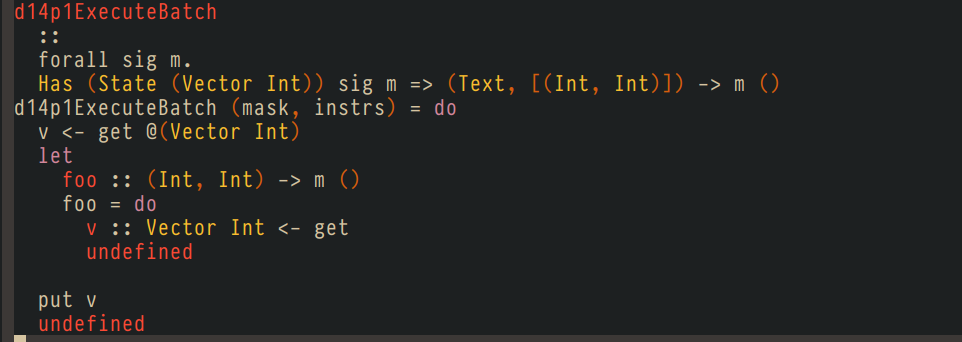 d14p1ExecuteBatch
  ::
  forall sig m.
  Has (State (Vector Int)) sig m => (Text, [(Int, Int)]) -> m ()
d14p1ExecuteBatch (mask, instrs) = do
  v <- get @(Vector Int)
  let
    foo :: (Int, Int) -> m ()
    foo = do
      v :: Vector Int <- get
      undefined

  put v
  undefined